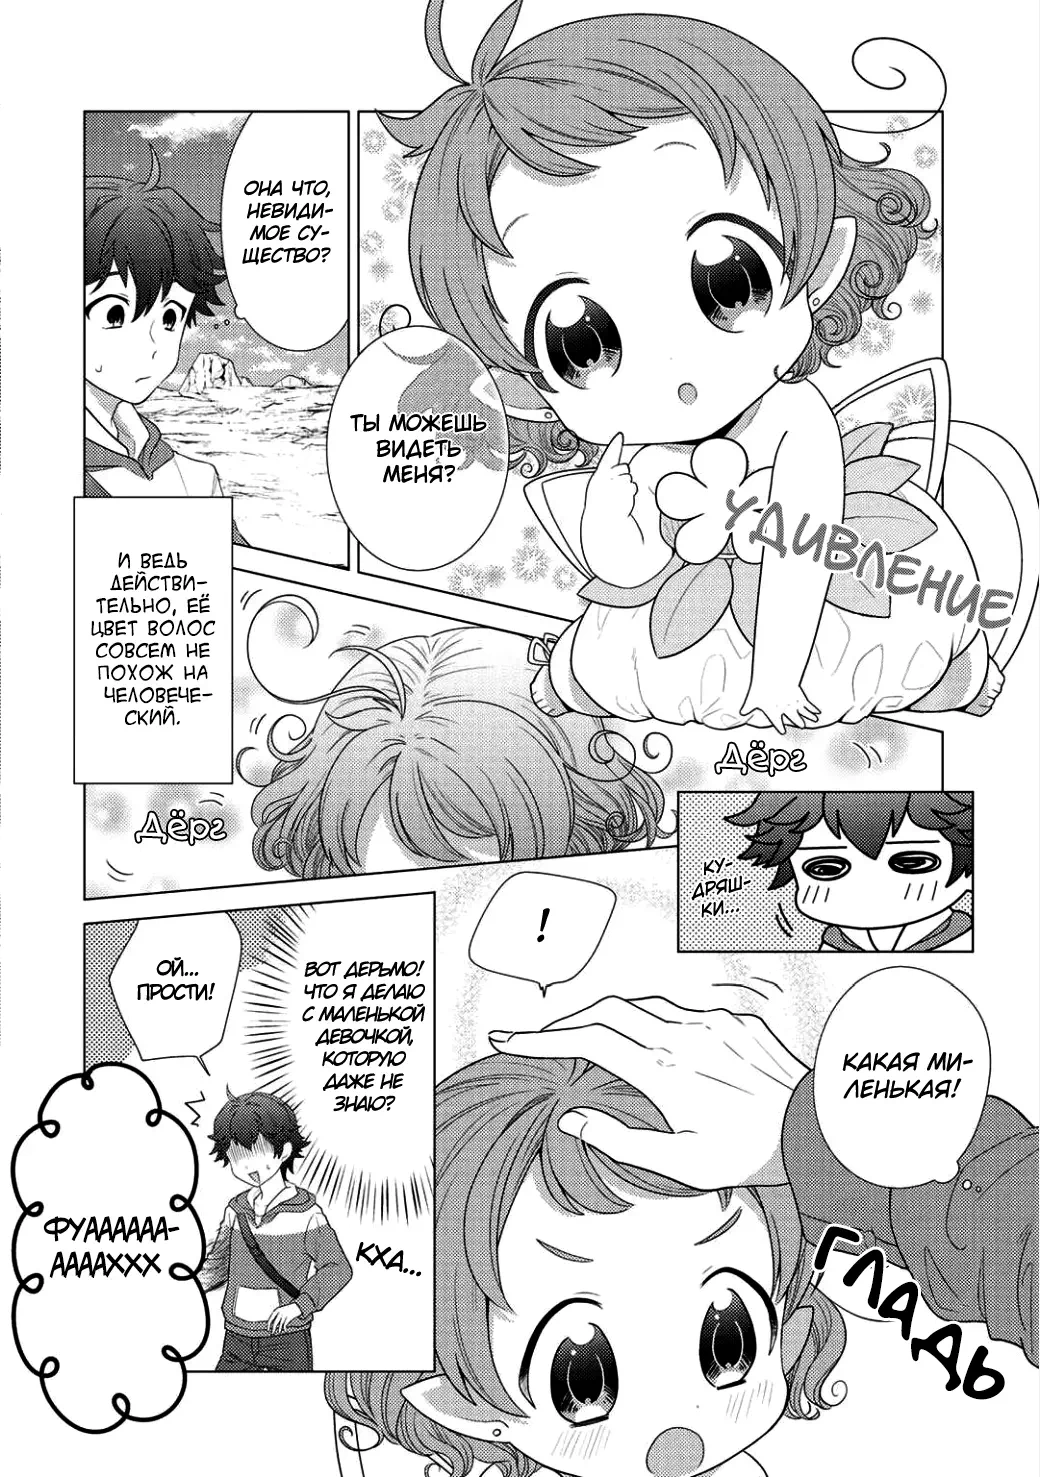 ТЫ МОЖЕШЬ
ВИДЕТЬ
МЕНЯ?
УДИВЛЕНИЕ
ОНА ЧТО,
НЕВИДИ-
МОЕ СУ-
ЩЕСТВО?
И ВЕДЬ
ДЕЙСТВИ-
ТЕЛЬНО, ЕЁ
ЦВЕТ ВОЛОС
СОВСЕМ НЕ
ПОХОЖ НА
ЧЕЛОВЕЧЕ-
СКИЙ.
ДЁРГ
ДЁРГ
КУ-
ДРЯШ-
КИ...
КАКАЯ МИ-
ЛЕНЬКАЯ!
!
ГЛАДЬ
ВОТ ДЕРЬМО!
ЧТО Я ДЕЛАЮ
С МАЛЕНЬКОЙ
ДЕВОЧКОЙ,
КОТОРУЮ
ДАЖЕ НЕ
ЗНАЮ?
ОЙ...
ПРОСТИ!
КХА...
ФУАААААА-
ААААХХХ